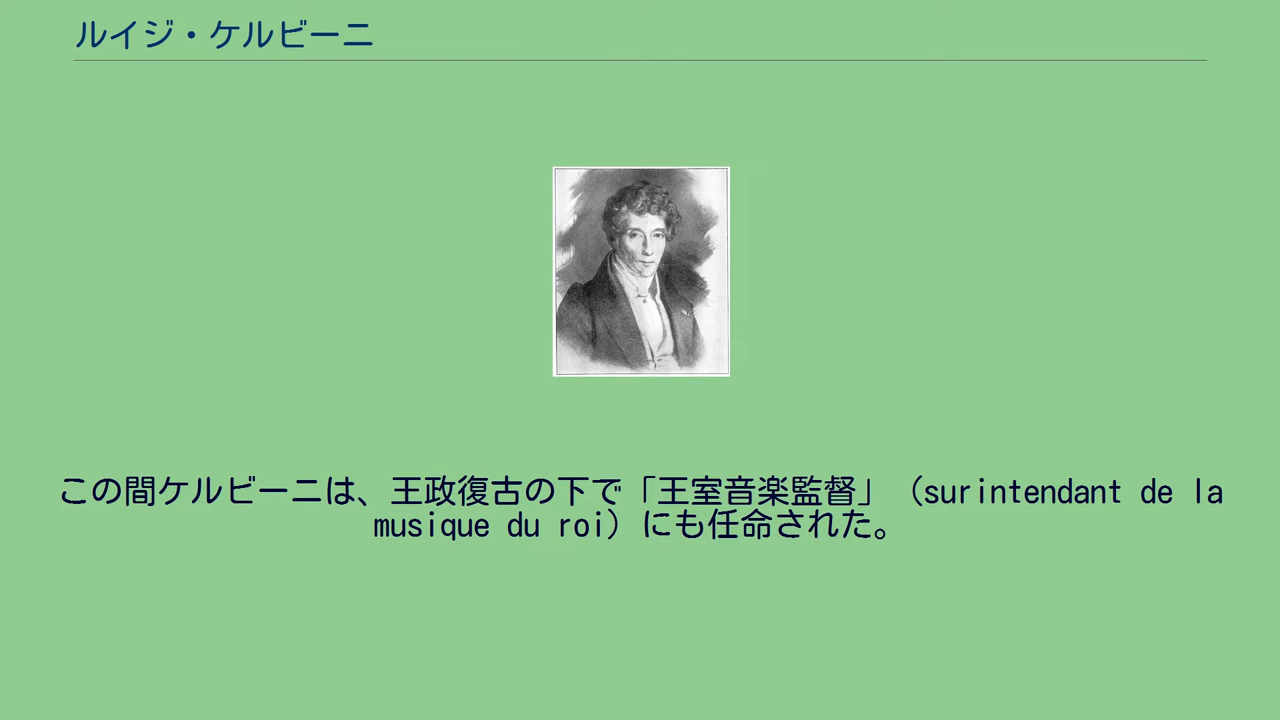 ルイジ・ケルビーニ
この間ケルビーニは、王政復古の下で「王室音楽監督」（surintendant de la
musique du roi）にも任命された。